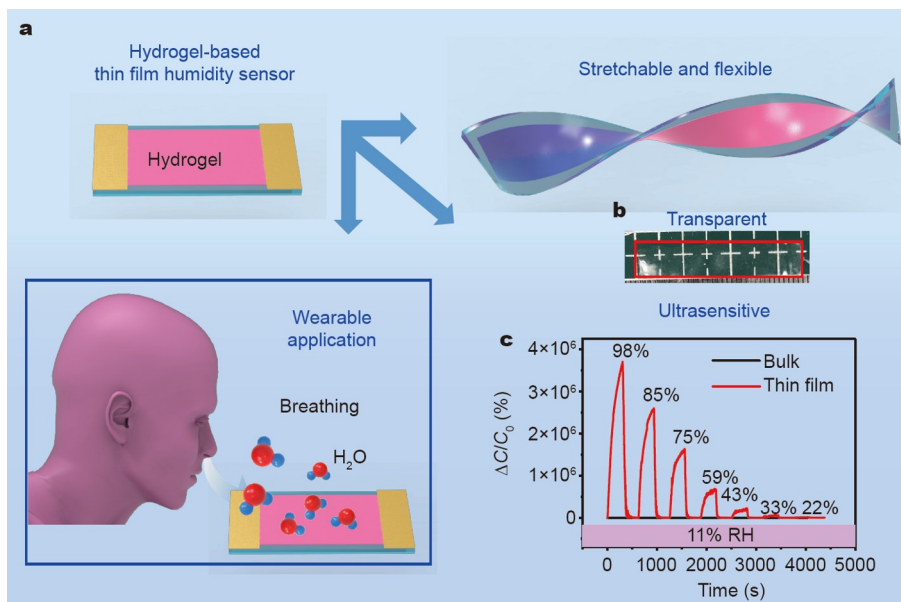 a
Hydrogel-based
thin film humidity sensor
Hydrogel
Stretchable and flexible
b
Transparent
Wearable
application
Breathing
H₂O
Ultrasensitive
c
ΔC/C₀ (%)
4×10⁶
3×10⁶
2×10⁶
1×10⁶
0
98%
85%
75%
59%
43%
33%
22%
Bulk
Thin film
11% RH
0
1000
2000
3000
4000
5000
Time (s)